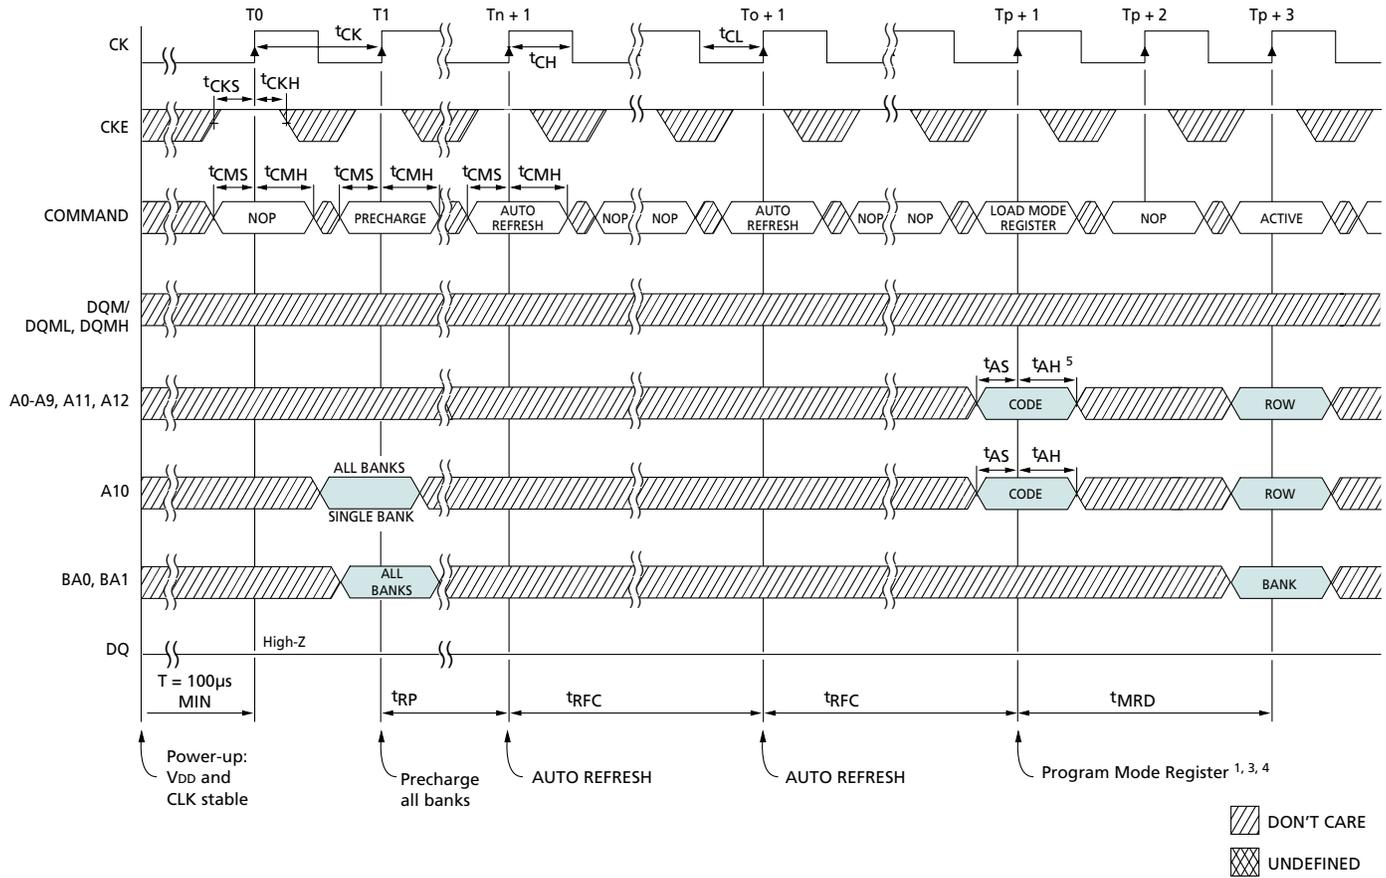 T0 T1 Tn + 1 To + 1 Tp + 1 Tp + 2 Tp + 3
CK
tCK
tCH
tCL
tCKS tCKH
CKE
tCMS tCMH tCMS tCMH tCMS tCMH
COMMAND
NOP
PRECHARGE
AUTO
REFRESH
NOP
NOP
AUTO
REFRESH
NOP
NOP
LOAD MODE
REGISTER
NOP
ACTIVE
DQM/
DQML, DQMH
tAS tAH 5
A0-A9, A11, A12
CODE
ROW
ALL BANKS
tAS tAH
A10
CODE
ROW
SINGLE BANK
BA0, BA1
ALL
BANKS
BANK
DQ
High-Z
T = 100µs
MIN
tRP
tRFC
tRFC
tMRD
Power-up:
VDD and
CLK stable
Precharge
all banks
AUTO REFRESH
AUTO REFRESH
Program Mode Register 1, 3, 4
DON'T CARE
UNDEFINED